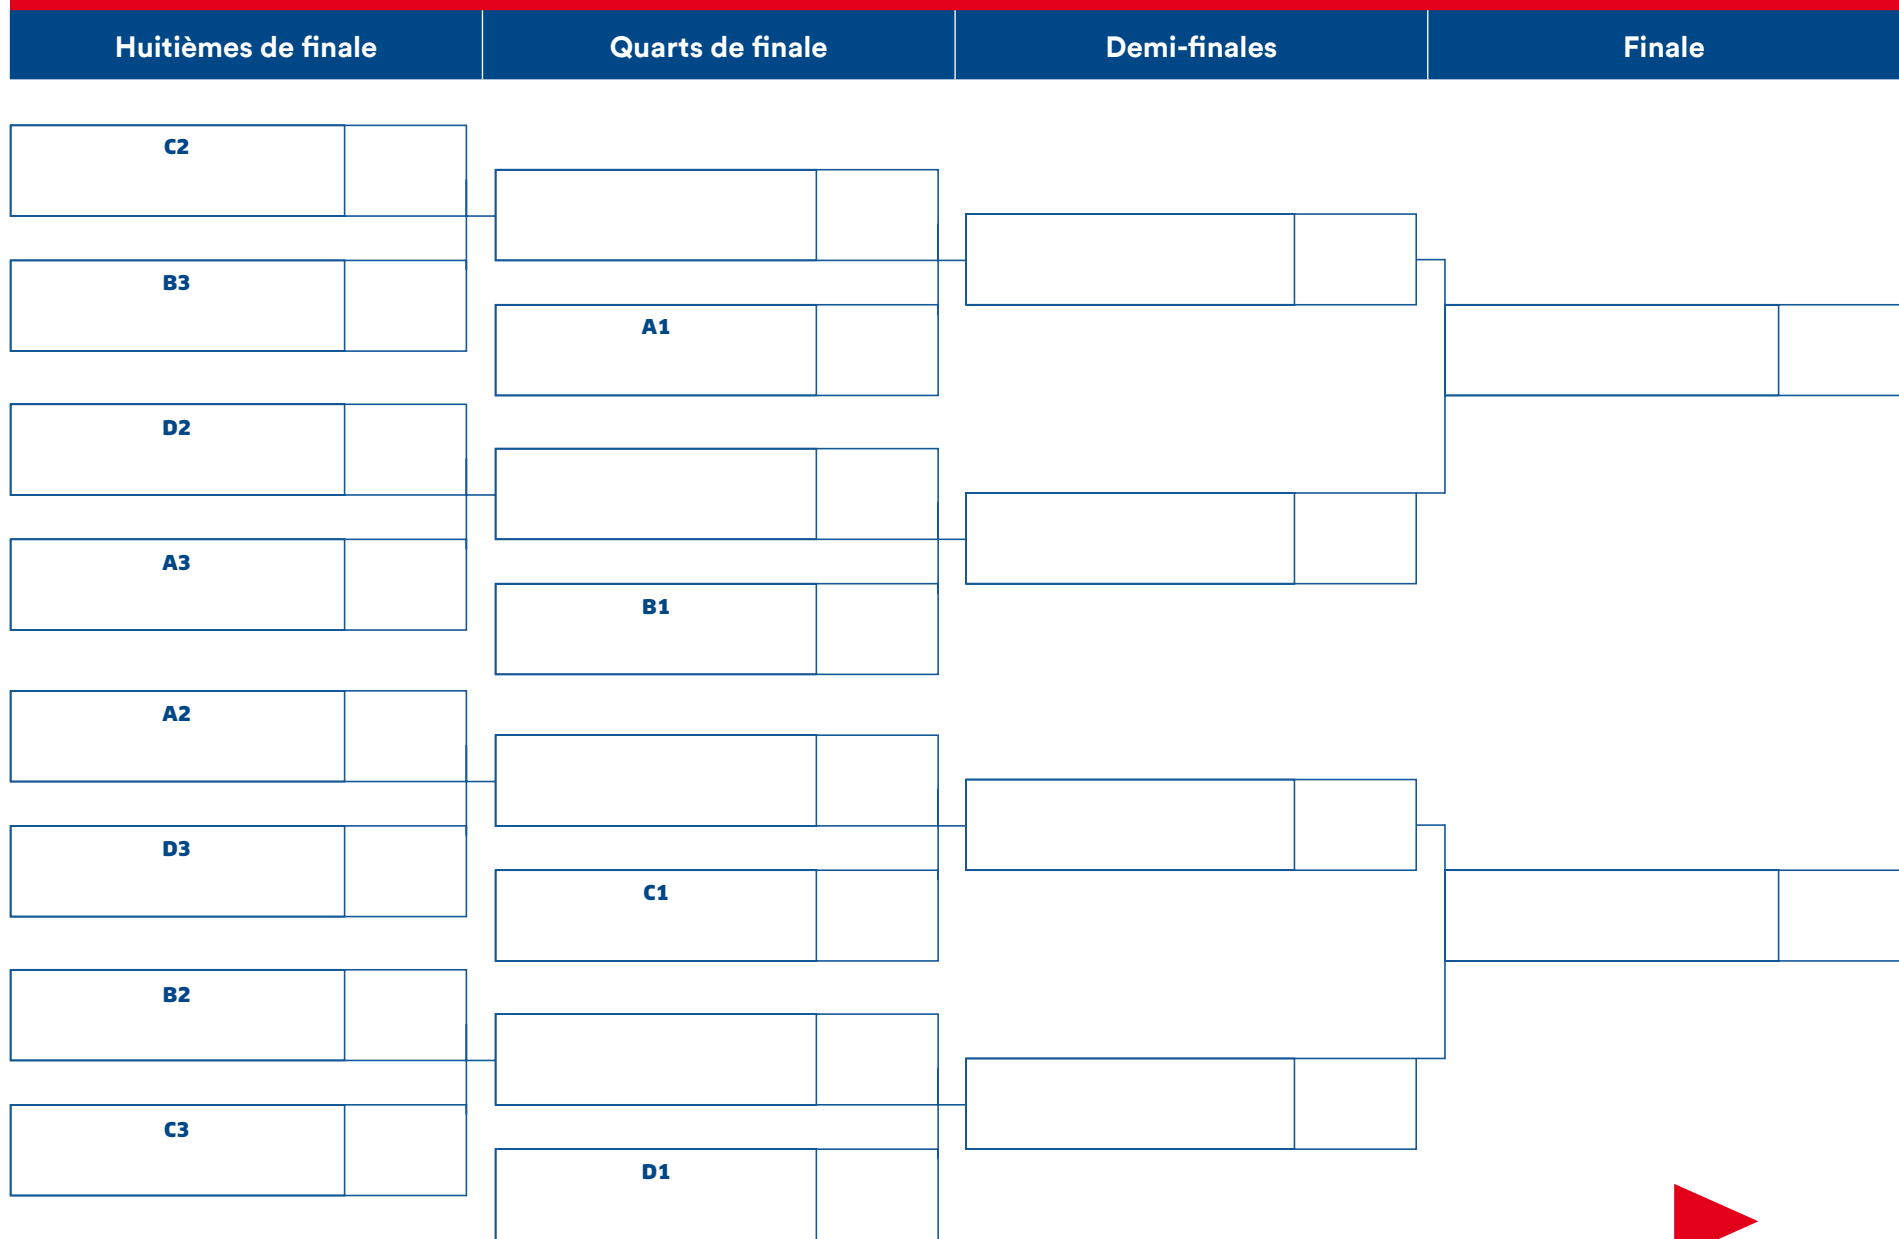 Huitièmes de finale
Quarts de finale
Demi-finales
Finale
C2
B3
A1
D2
A3
B1
A2
D3
C1
B2
C3
D1